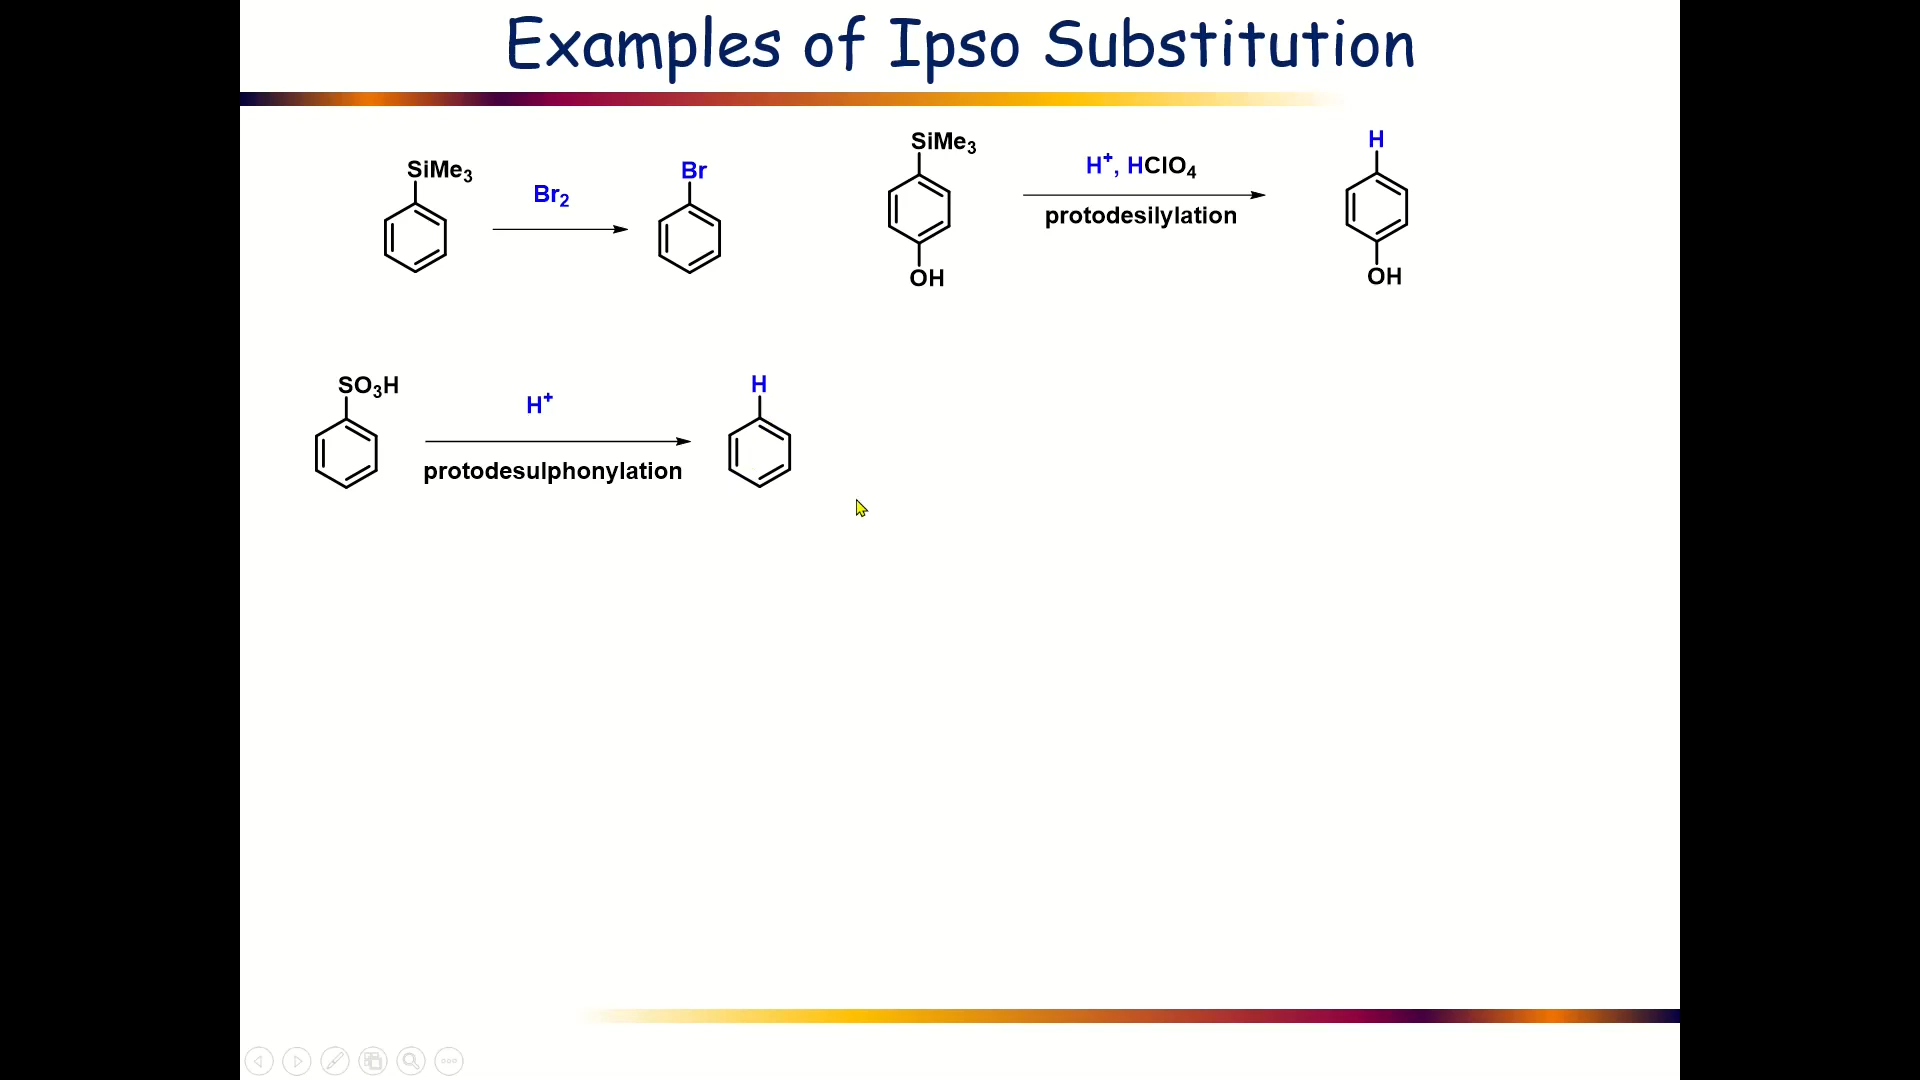 Examples of Ipso Substitution
SiMe₃
Br₂
Br
SiMe₃
OH
H⁺, HClO₄
protodesilylation
H
OH
SO₃H
H⁺
protodesulphonylation
H